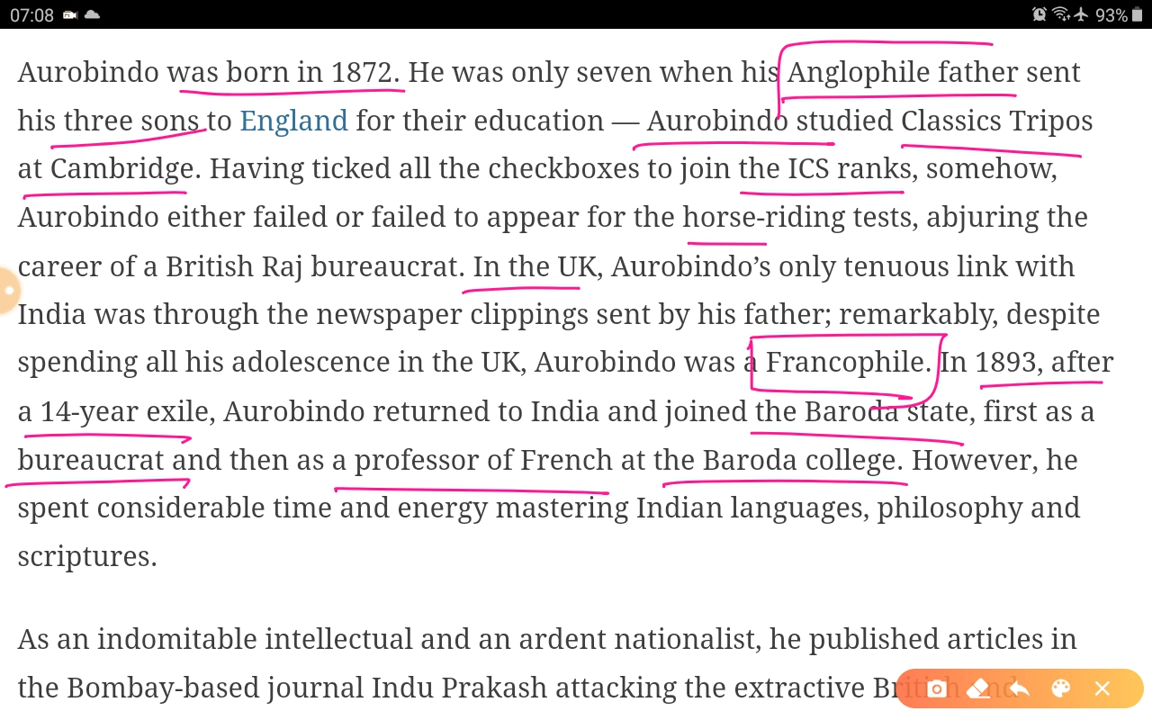 07:08
93%
Aurobindo was born in 1872. He was only seven when his Anglophile father sent
his three sons to England for their education — Aurobindo studied Classics Tripos
at Cambridge. Having ticked all the checkboxes to join the ICS ranks, somehow,
Aurobindo either failed or failed to appear for the horse-riding tests, abjuring the
career of a British Raj bureaucrat. In the UK, Aurobindo’s only tenuous link with
India was through the newspaper clippings sent by his father; remarkably, despite
spending all his adolescence in the UK, Aurobindo was a Francophile. In 1893, after
a 14-year exile, Aurobindo returned to India and joined the Baroda state, first as a
bureaucrat and then as a professor of French at the Baroda college. However, he
spent considerable time and energy mastering Indian languages, philosophy and
scriptures.
As an indomitable intellectual and an ardent nationalist, he published articles in
the Bombay-based journal Indu Prakash attacking the extractive British and